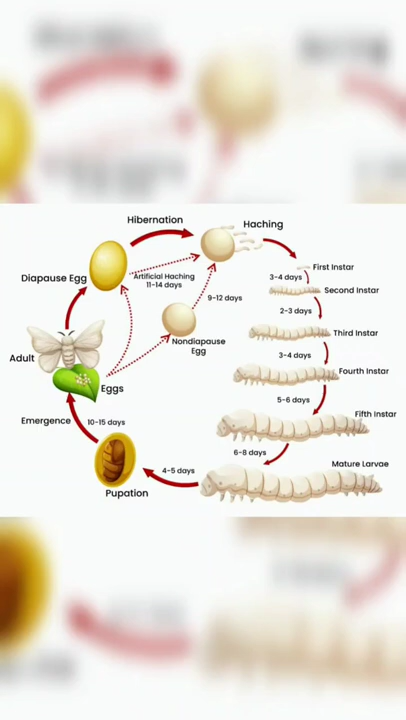 Hibernation
Haching
Diapause Egg
Artificial Haching
11-14 days
9-12 days
Nondiapause
Egg
First Instar
3-4 days
Second Instar
2-3 days
Third Instar
3-4 days
Fourth Instar
5-6 days
Fifth Instar
6-8 days
Mature Larvae
4-5 days
Pupation
10-15 days
Emergence
Eggs
Adult